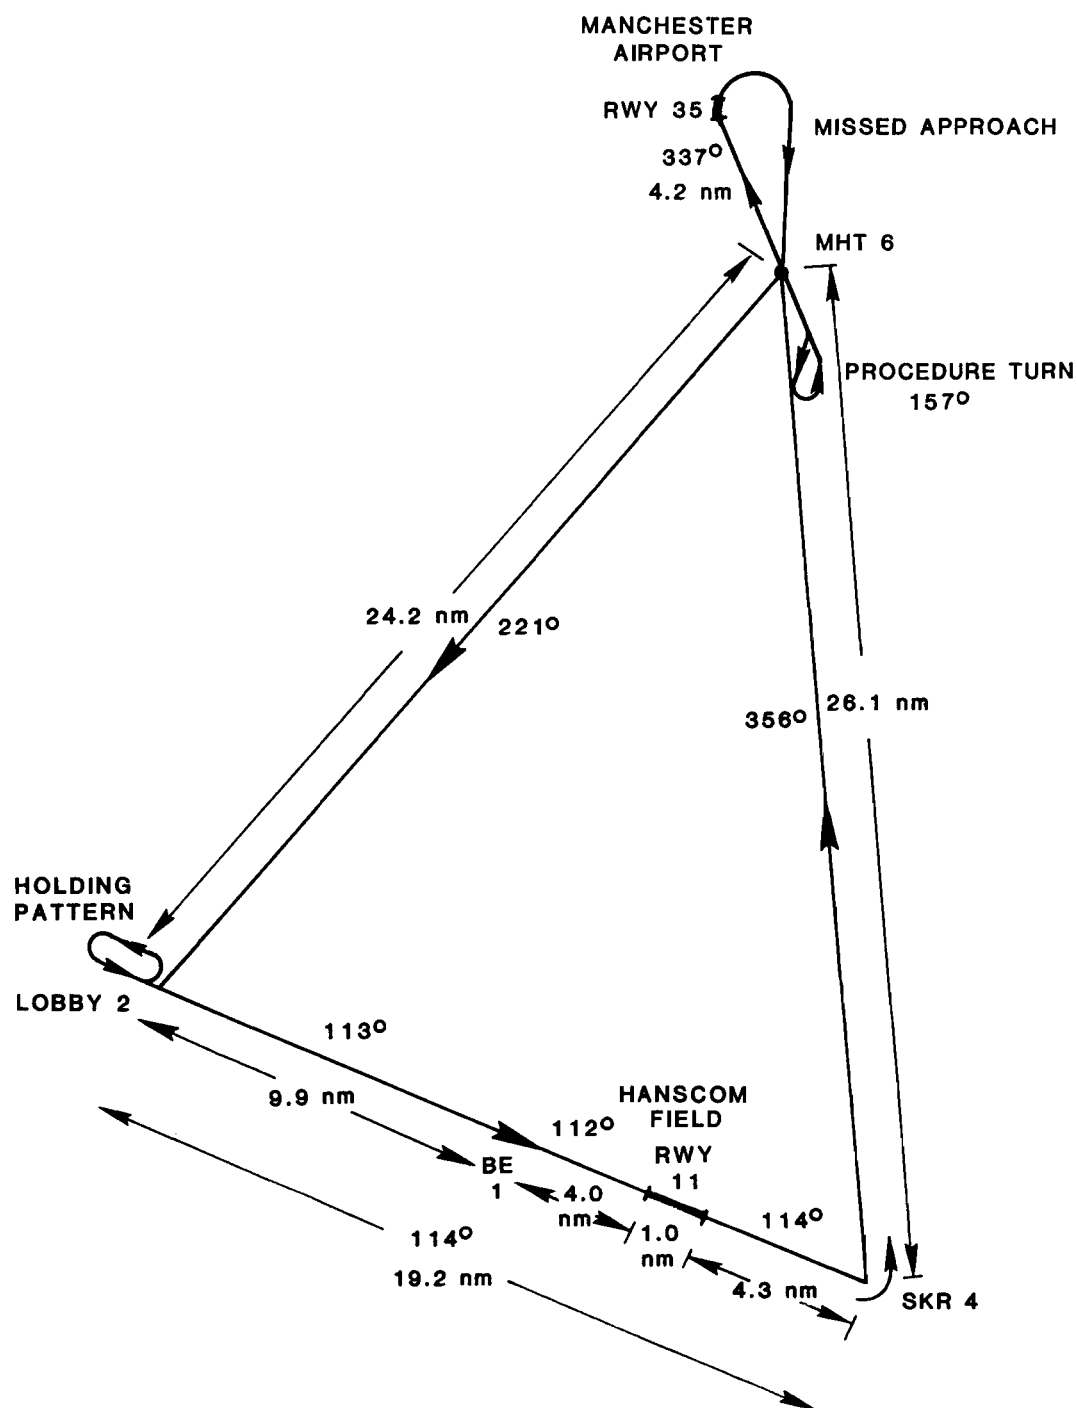 MANCHESTER
AIRPORT
RWY 35
MISSED APPROACH
337°
4.2 nm
MHT 6
PROCEDURE TURN
157°
24.2 nm
221°
356°
26.1 nm
HOLDING
PATTERN
LOBBY 2
113°
9.9 nm
HANSCOM
FIELD
112°
RWY
11
BE
1
4.0
nm
114°
1.0
nm
114°
19.2 nm
4.3 nm
SKR 4